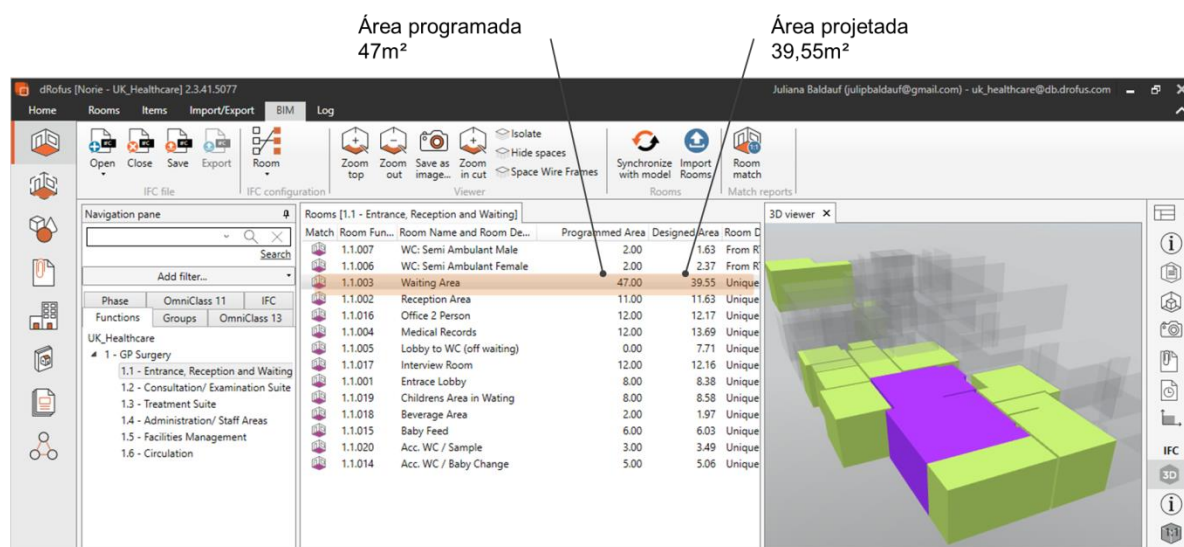 Área programada
47m²
Área projetada
39,55m²
dRofus [Norie - UK_Healthcare] 2.3.41.5077
Juliana Baldauf (julipbaldauf@gmail.com) - uk_healthcare@db.drofus.com
Home Rooms Items Import/Export BIM Log
Open Close Save Export
IFC file
Room
IFC configuration
Zoom top
Zoom out
Save as image...
Zoom in cut
Isolate
Hide spaces
Space Wire Frames
Viewer
Synchronize with model
Import Rooms
Rooms
Room match
Match reports
Navigation pane
Search
Add filter...
Phase OmniClass 11 IFC
Functions Groups OmniClass 13
UK_Healthcare
1 - GP Surgery
1.1 - Entrance, Reception and Waiting
1.2 - Consultation/ Examination Suite
1.3 - Treatment Suite
1.4 - Administration/ Staff Areas
1.5 - Facilities Management
1.6 - Circulation
Rooms [1.1 - Entrance, Reception and Waiting]
Match Room Fun... Room Name and Room De... Programmed Area Designed Area Room D
1.1.007 WC: Semi Ambulant Male 2.00 1.63 From R
1.1.006 WC: Semi Ambulant Female 2.00 2.37 From R
1.1.003 Waiting Area 47.00 39.55 Unique
1.1.002 Reception Area 11.00 11.63 Unique
1.1.016 Office 2 Person 12.00 12.17 Unique
1.1.004 Medical Records 12.00 13.69 Unique
1.1.005 Lobby to WC (off waiting) 0.00 7.71 Unique
1.1.017 Interview Room 12.00 12.16 Unique
1.1.001 Entrace Lobby 8.00 8.38 Unique
1.1.019 Childrens Area in Wating 8.00 8.58 Unique
1.1.018 Beverage Area 2.00 1.97 Unique
1.1.015 Baby Feed 6.00 6.03 Unique
1.1.020 Acc. WC / Sample 3.00 3.49 Unique
1.1.014 Acc. WC / Baby Change 5.00 5.06 Unique
3D viewer
IFC
3D
1:1